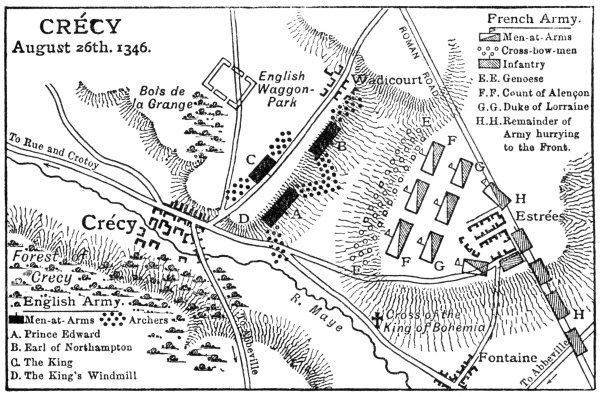 CRÉCY
August 26th. 1346.
French Army.
Men-at-Arms
Cross-bow-men
Infantry
E.E. Genoese
F.F. Count of Alençon
G.G. Duke of Lorraine
H.H. Remainder of
Army hurrying
to the Front.
ROMAN ROAD
Wadicourt
English
Waggon-
Park
Bois de
la Grange
To Rue and Crotoy
C
B
A
D
E
F
G
H
Estrées
E
F
G
H
Crécy
Forest
of
Crecy
R. Maye
Cross of the
King of Bohemia
Fontaine
To Abbeville
To Abbeville
English Army
Men-at-Arms
Archers
A. Prince Edward
B. Earl of Northampton
C. The King
D. The King's Windmill